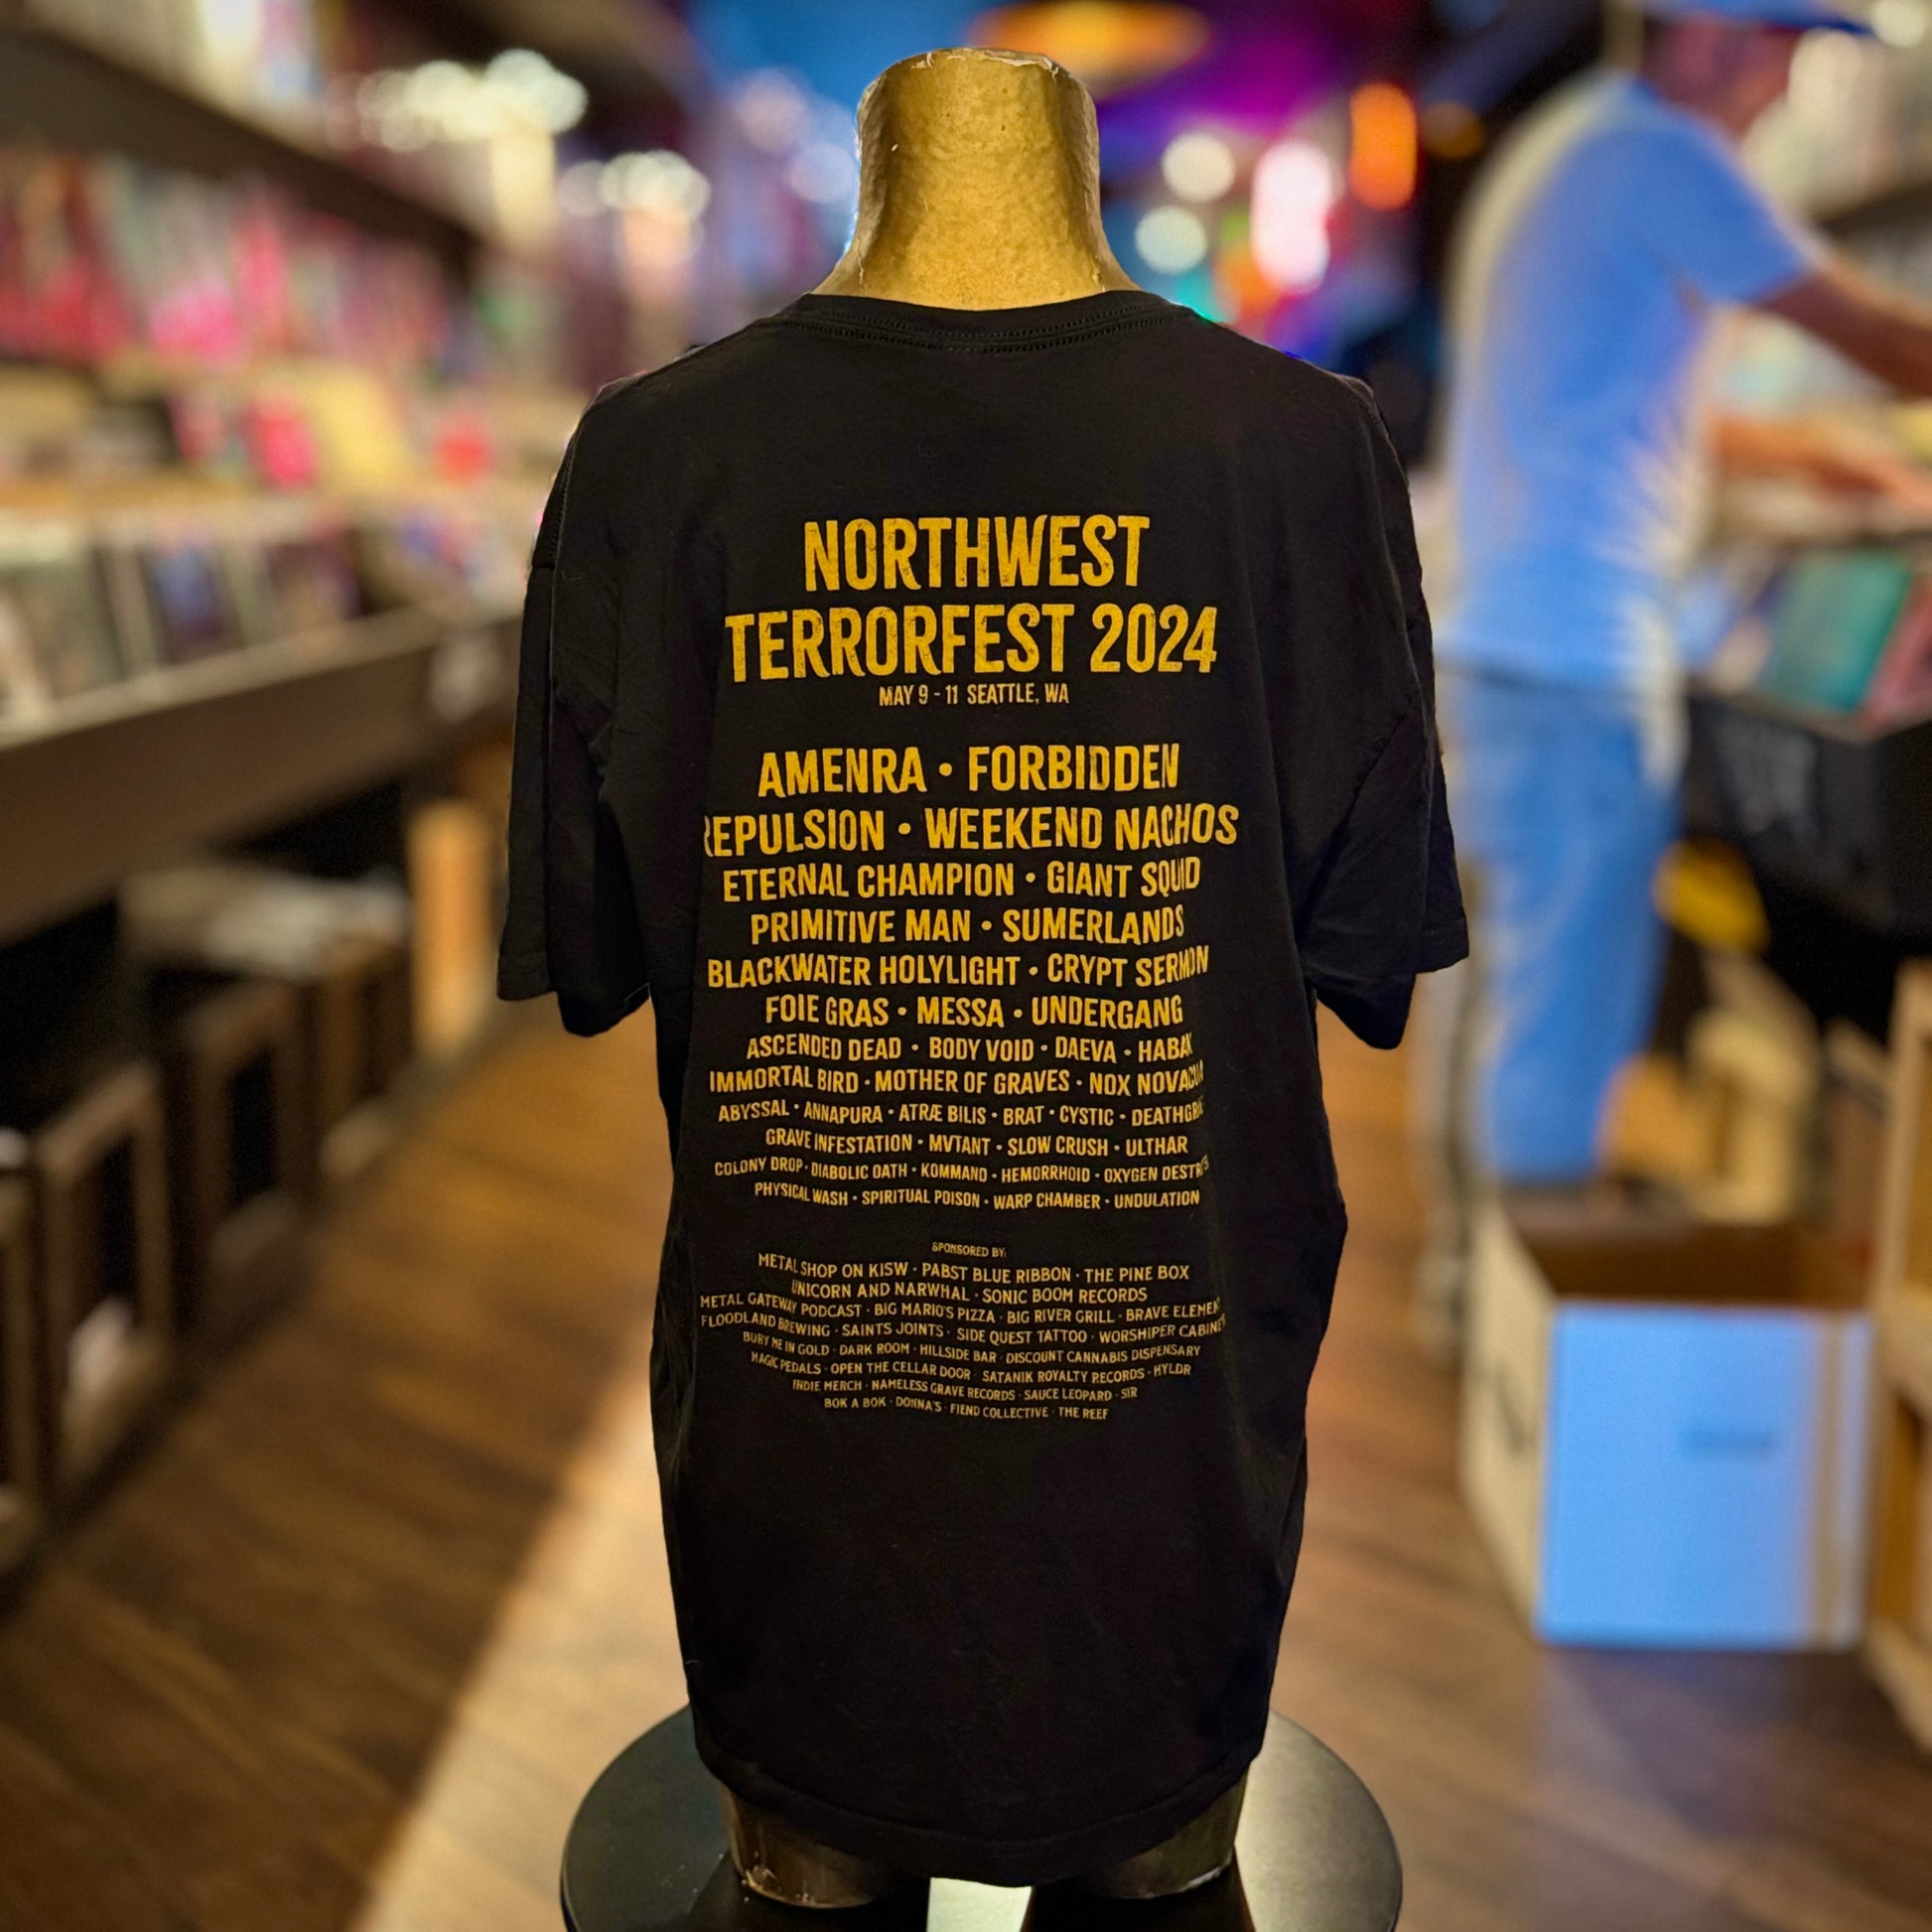 NORTHWEST
TERRORFEST 2024
MAY 9 - 11 SEATTLE, WA
AMENRA • FORBIDDEN
REPULSION • WEEKEND NACHOS
ETERNAL CHAMPION • GIANT SQUID
PRIMITIVE MAN • SUMERLANDS
BLACKWATER HOLYLIGHT • CRYPT SERMON
FOIE GRAS • MESSA • UNDERGANG
ASCENDED DEAD • BODY VOID • DAEVA • HABAK
IMMORTAL BIRD • MOTHER OF GRAVES • NOX NOVACULA
ABYSSAL • ANNAPURA • ATRÆ BILIS • BRAT • CYSTIC •
GRAVE INFESTATION • MVTANT • SLOW CRUSH • ULTHAR
COLONY DROP • DIABOLIC OATH • KOMMAND • HEMORRHOID • OXYGEN
PHYSICAL WASH • SPIRITUAL POISON • WARP CHAMBER • UNDULATION
SPONSORED BY:
METAL SHOP ON KISW • PABST BLUE RIBBON • THE PINE BOX
UNICORN AND NARWHAL • SONIC BOOM RECORDS
METAL GATEWAY PODCAST • BIG MARIO'S PIZZA • BIG RIVER GRILL • BRAVE
FLOODLAND BREWING • SAINTS JOINTS • SIDE QUEST TATTOO • WORSHIPER
BURY ME IN GOLD • DARK ROOM • HILLSIDE BAR • DISCOUNT CANNABIS DISPENSARY
MAGIC PEDALS • OPEN THE CELLAR DOOR • SATANIK ROYALTY RECORDS • HYLDR
INDIE MERCH • NAMELESS GRAVE RECORDS • SAUCE LEOPARD • SIR
BOK A BOK • DONNA'S • FIEND COLLECTIVE • THE REEF